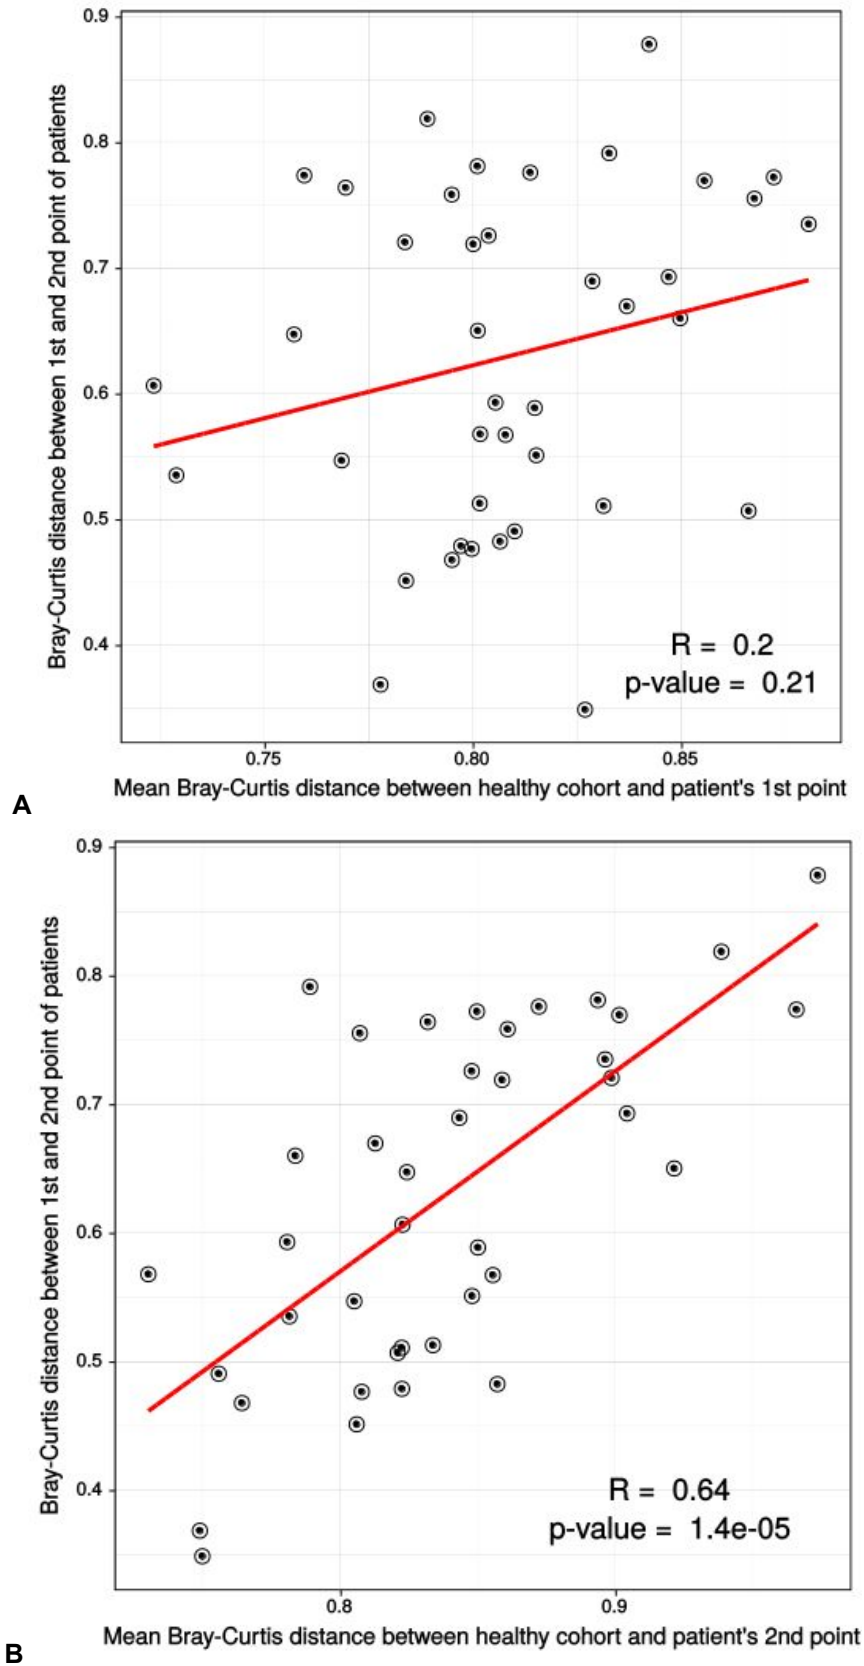 0.9
0.8
0.7
0.6
0.5
0.4
Bray-Curtis distance between 1st and 2nd point of patients
R = 0.2
p-value = 0.21
0.75 0.80 0.85
Mean Bray-Curtis distance between healthy cohort and patient's 1st point
A
0.9
0.8
0.7
0.6
0.5
0.4
Bray-Curtis distance between 1st and 2nd point of patients
R = 0.64
p-value = 1.4e-05
0.8 0.9
Mean Bray-Curtis distance between healthy cohort and patient's 2nd point
B